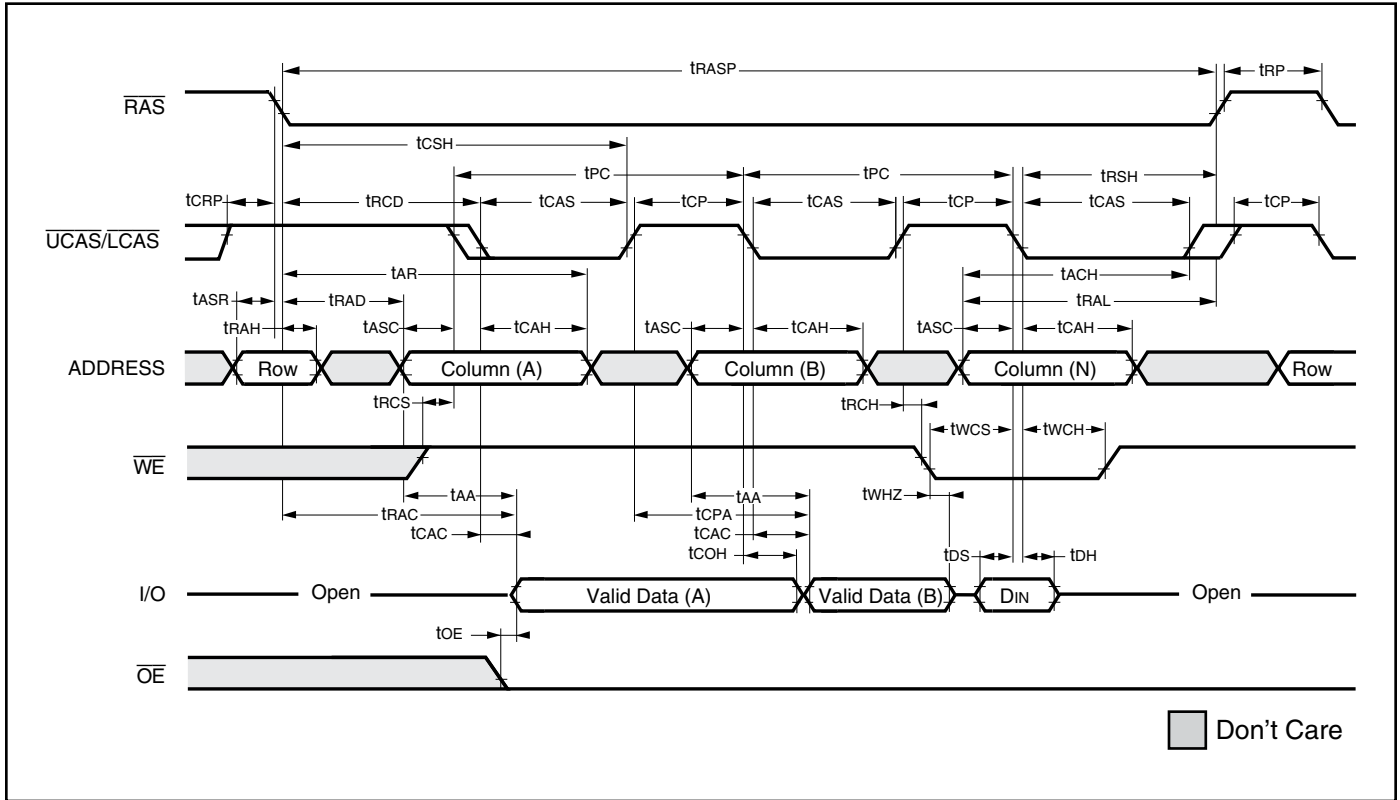 tRASP tRP
RAS
tCSH
tPC tPC tRSH
tCRP tRCD tCAS tCP tCAS tCP tCAS tCP
UCAS/LCAS
tAR tACH
tASR tRAD tRAL
tRAH tASC tCAH tASC tCAH tASC tCAH
ADDRESS Row Column (A) Column (B) Column (N) Row
tRCS tRCH
tWCS tWCH
WE
tAA tAA tWHZ
tRAC tCPA
tCAC tCAC
tCOH tDS tDH
I/O Open Valid Data (A) Valid Data (B) DIN Open
tOE
OE
Don't Care